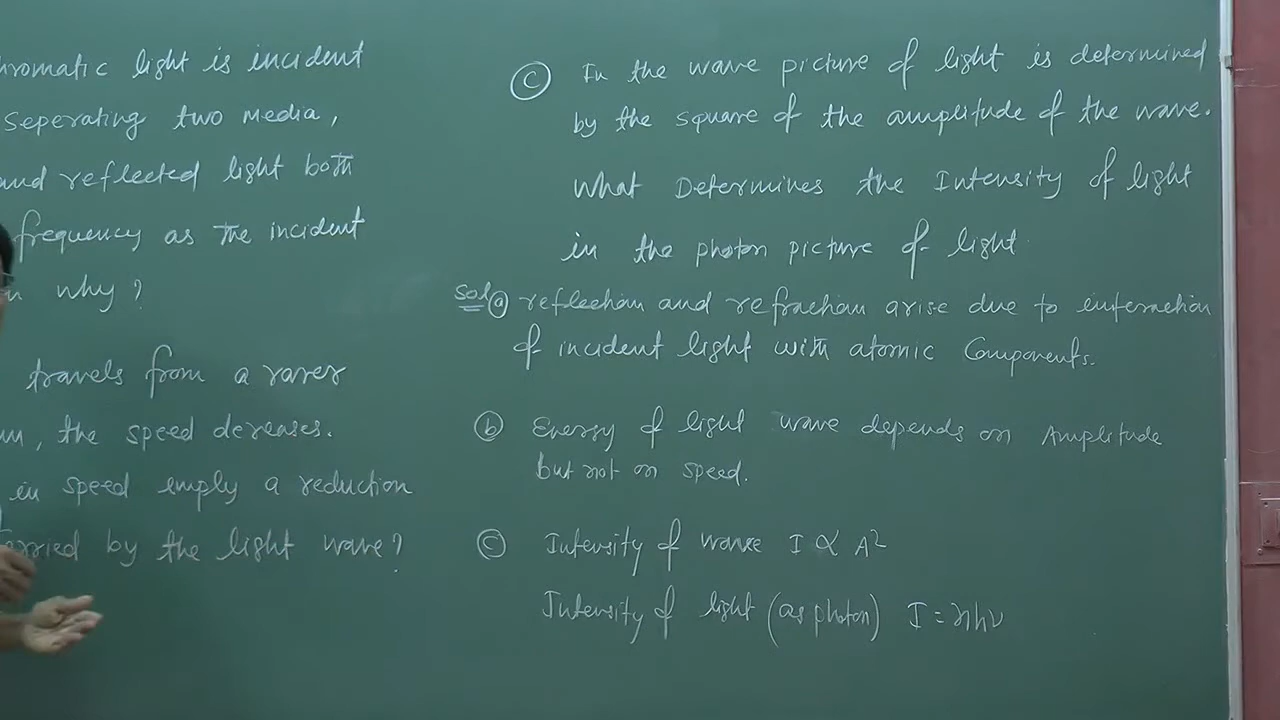 hromatic light is incident
seperating two media,
and reflected light both
frequency as the incident
n why?
travels from a rarer
um, the speed decreases.
in speed emply a reduction
carried by the light wave?
(c) In the wave picture of light is determined
by the square of the amplitude of the wave.
What Determines the Intensity of light
in the photon picture of light
Sol (a) reflection and refraction arise due to interaction
of incident light with atomic Components.
(b) Energy of light wave depends on Amplitude
but not on speed.
(c) Intensity of wave I ∝ A²
Intensity of light (as photon) I = nhν